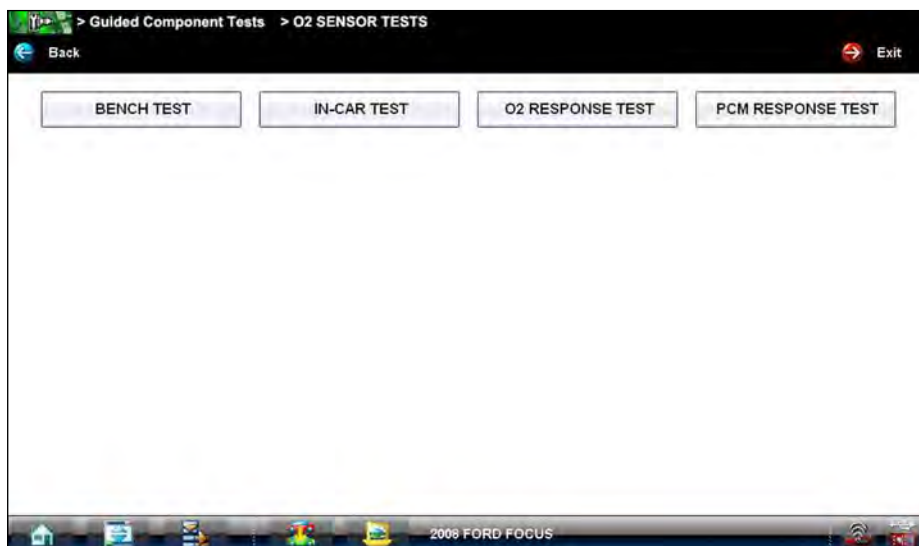 > Guided Component Tests > O2 SENSOR TESTS
Back Exit
BENCH TEST IN-CAR TEST O2 RESPONSE TEST PCM RESPONSE TEST
2008 FORD FOCUS